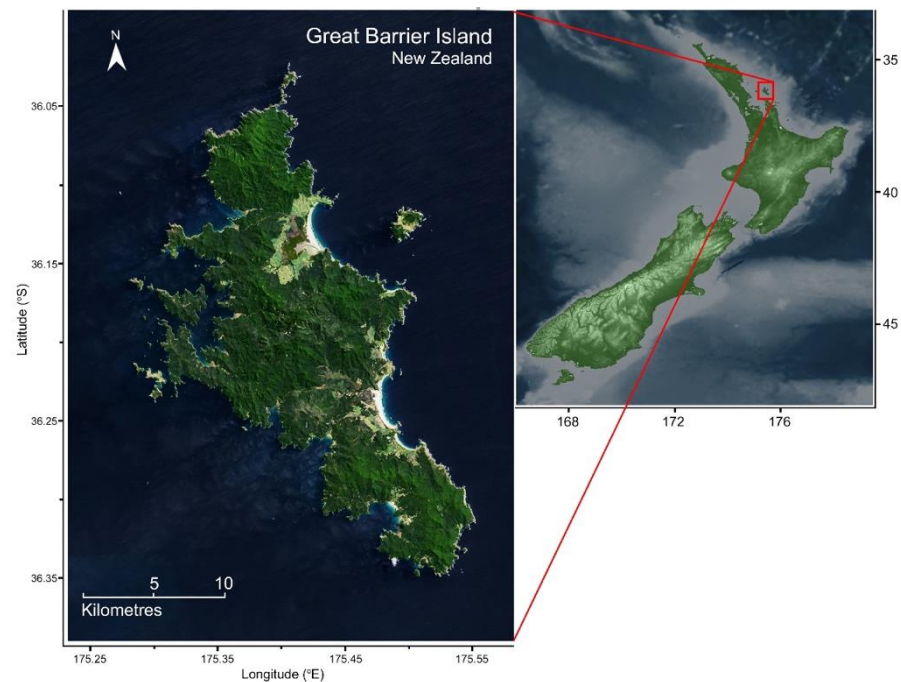 Great Barrier Island
New Zealand
N
36.05
36.15
36.25
36.35
Latitude (°S)
5 10
Kilometres
175.25 175.35 175.45 175.55
Longitude (°E)
35
40
45
168 172 176